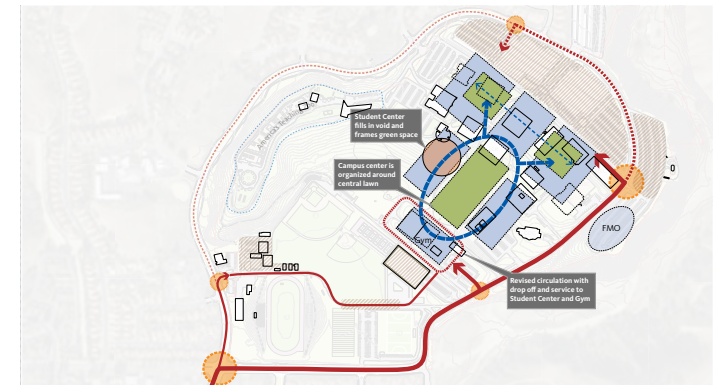 Student Center
fills in void and
frames green space
Campus center is
organized around
central lawn
Gym
FMO
Revised circulation with
drop off and service to
Student Center and Gym